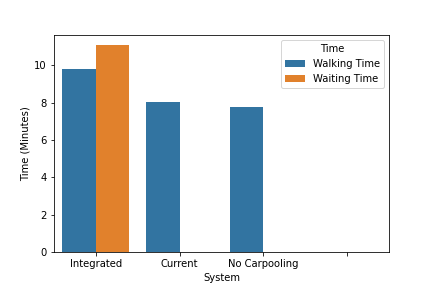 Time
Walking Time
Waiting Time
Time (Minutes)
10
8
6
4
2
0
Integrated
Current
No Carpooling
System